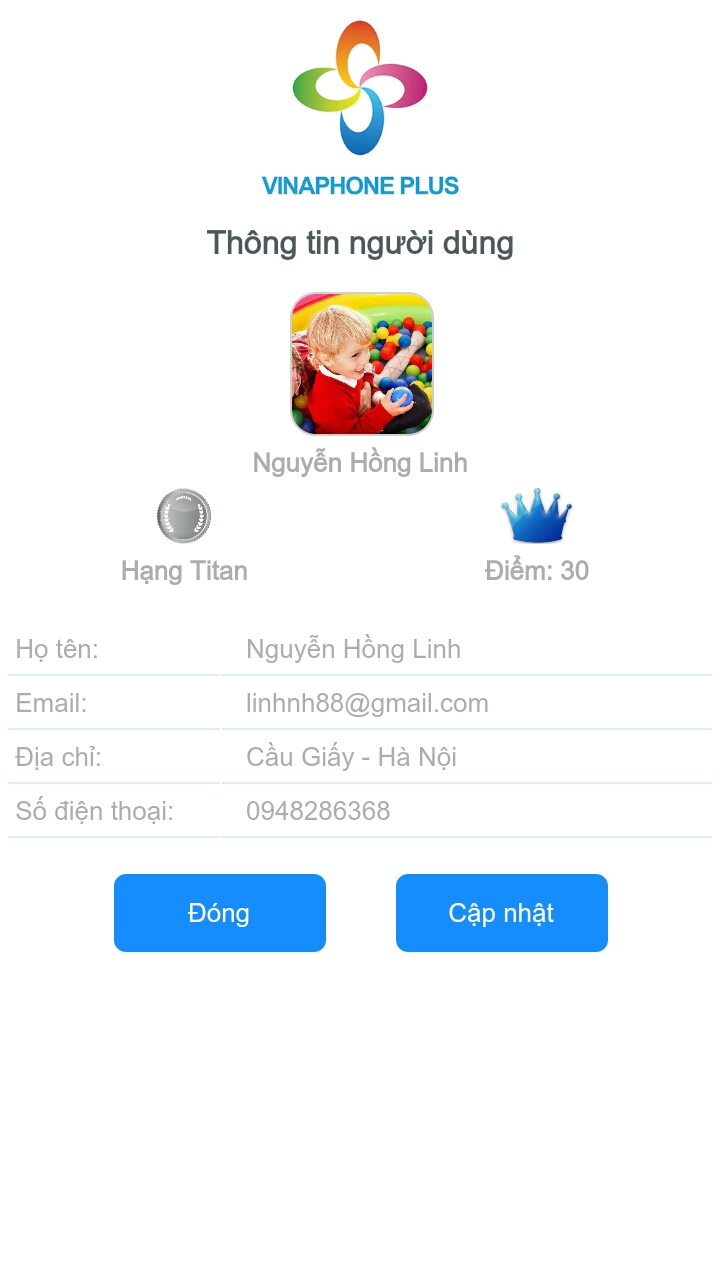 VINAPHONE PLUS
Thông tin người dùng
Nguyễn Hồng Linh
Hạng Titan
Điểm: 30
Họ tên: Nguyễn Hồng Linh
Email: linhnh88@gmail.com
Địa chỉ: Cầu Giấy - Hà Nội
Số điện thoại: 0948286368
Đóng Cập nhật